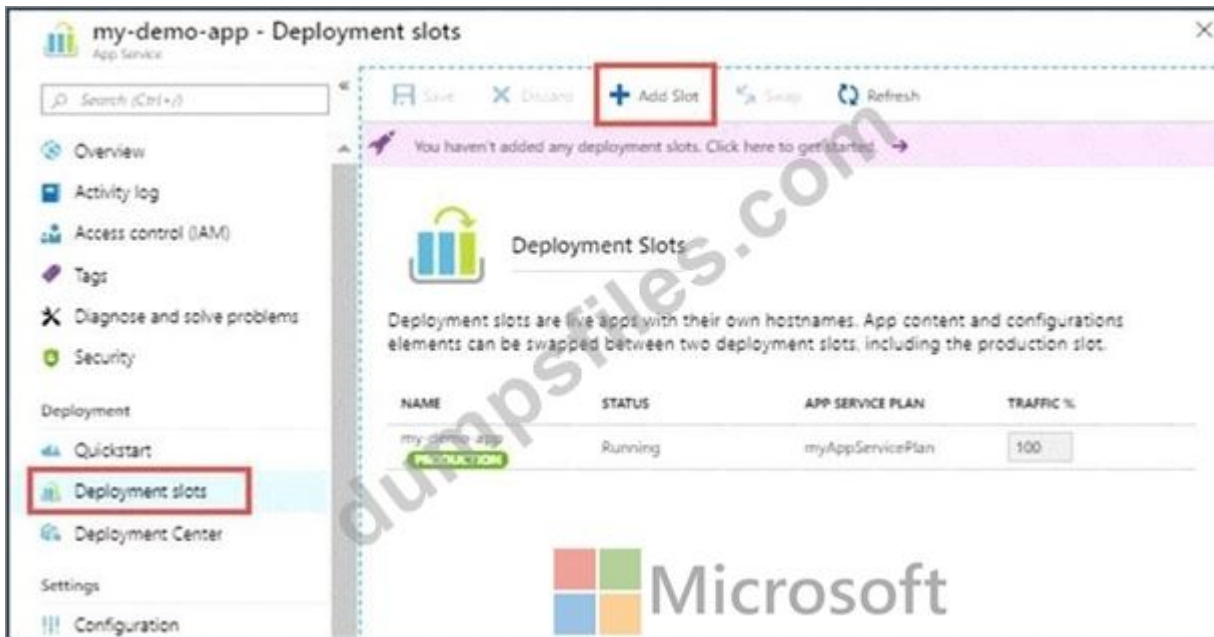 my-demo-app - Deployment slots
App Service
Search (Ctrl+/)
«
Save
Discard
Add Slot
Swap
Refresh
You haven't added any deployment slots. Click here to get started. →
Overview
Activity log
Access control (IAM)
Tags
Diagnose and solve problems
Security
Deployment
Quickstart
Deployment slots
Deployment Center
Settings
Configuration
Deployment Slots
Deployment slots are live apps with their own hostnames. App content and configurations
elements can be swapped between two deployment slots, including the production slot.
NAME STATUS APP SERVICE PLAN TRAFFIC %
my-demo-app Running myAppServicePlan 100
PRODUCTION
dumpsfiles.com
Microsoft